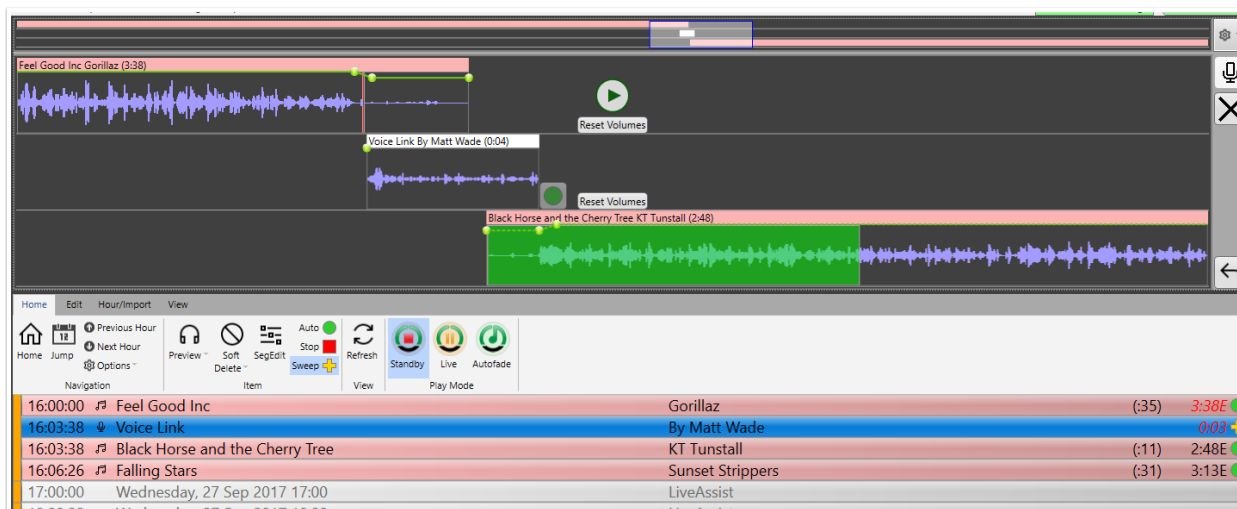 Feel Good Inc Gorillaz (3:38)
Reset Volumes
Voice Link By Matt Wade (0:04)
Reset Volumes
Black Horse and the Cherry Tree KT Tunstall (2:48)
Home Edit Hour/Import View
12
Previous Hour
Next Hour
Options
Home Jump
Preview Soft Delete SegEdit
Auto
Stop
Sweep
Refresh
Standby Live Autofade
Navigation Item View Play Mode
16:00:00 Feel Good Inc Gorillaz (:35) 3:38E
16:03:38 Voice Link By Matt Wade 0:03
16:03:38 Black Horse and the Cherry Tree KT Tunstall (:11) 2:48E
16:06:26 Falling Stars Sunset Strippers (:31) 3:13E
17:00:00 Wednesday, 27 Sep 2017 17:00 LiveAssist